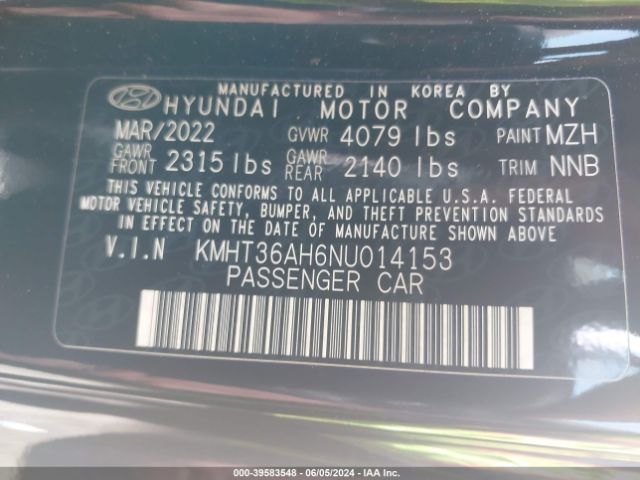 MANUFACTURED IN KOREA BY
HYUNDAI MOTOR COMPANY
MAR/2022 GVWR 4079 lbs PAINT MZH
GAWR FRONT 2315 lbs GAWR REAR 2140 lbs TRIM NNB
THIS VEHICLE CONFORMS TO ALL APPLICABLE U.S.A. FEDERAL
MOTOR VEHICLE SAFETY, BUMPER, AND THEFT PREVENTION STANDARDS
IN EFFECT ON THE DATE OF MANUFACTURE SHOWN ABOVE
V.I.N KMHT36AH6NU014153
PASSENGER CAR
000-39583548 - 06/05/2024 - IAA Inc.